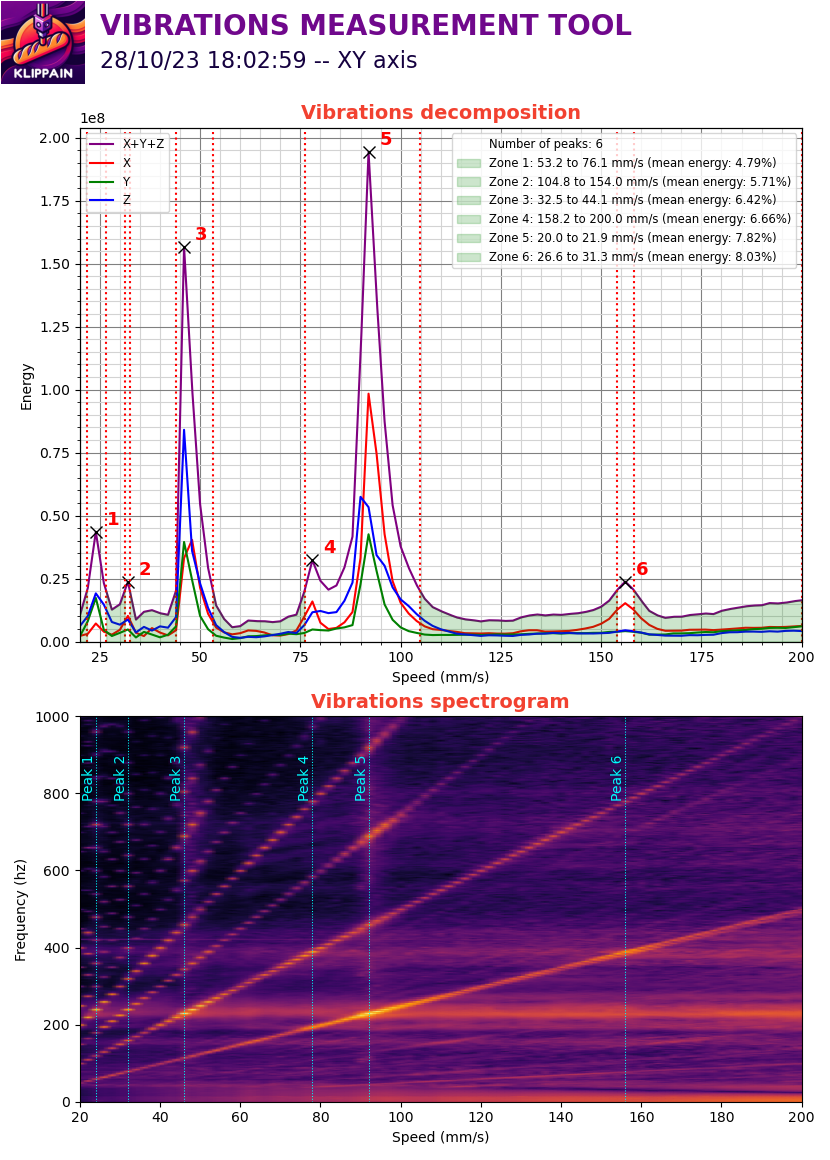 KLIPPAIN
VIBRATIONS MEASUREMENT TOOL
28/10/23 18:02:59 -- XY axis
Vibrations decomposition
1e8
X+Y+Z
X
Y
Z
Number of peaks: 6
Zone 1: 53.2 to 76.1 mm/s (mean energy: 4.79%)
Zone 2: 104.8 to 154.0 mm/s (mean energy: 5.71%)
Zone 3: 32.5 to 44.1 mm/s (mean energy: 6.42%)
Zone 4: 158.2 to 200.0 mm/s (mean energy: 6.66%)
Zone 5: 20.0 to 21.9 mm/s (mean energy: 7.82%)
Zone 6: 26.6 to 31.3 mm/s (mean energy: 8.03%)
1
2
3
4
5
6
2.00
1.75
1.50
1.25
1.00
0.75
0.50
0.25
0.00
Energy
25 50 75 100 125 150 175 200
Speed (mm/s)
Vibrations spectrogram
Peak 1
Peak 2
Peak 3
Peak 4
Peak 5
Peak 6
1000
800
600
400
200
0
Frequency (hz)
20 40 60 80 100 120 140 160 180 200
Speed (mm/s)